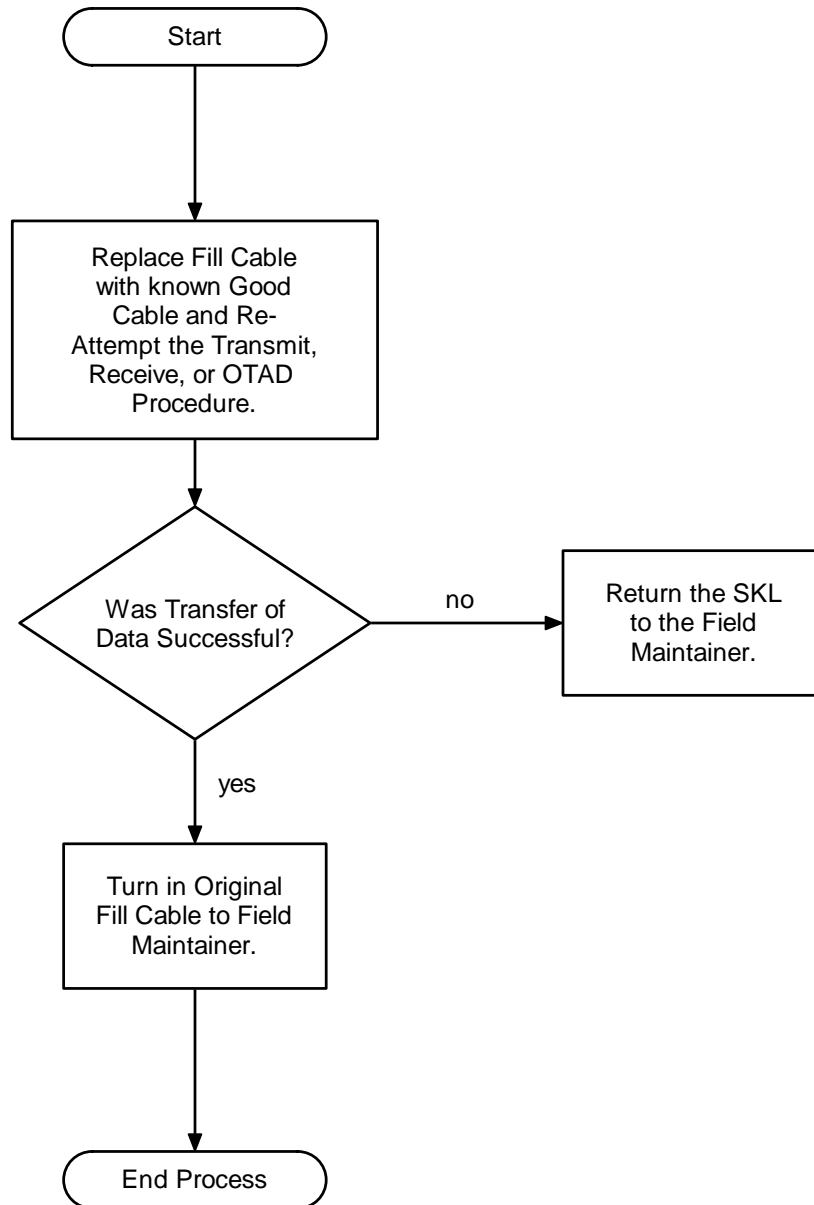 Start
Replace Fill Cable
with known Good
Cable and Re-
Attempt the Transmit,
Receive, or OTAD
Procedure.
Was Transfer of
Data Successful?
no
Return the SKL
to the Field
Maintainer.
yes
Turn in Original
Fill Cable to Field
Maintainer.
End Process